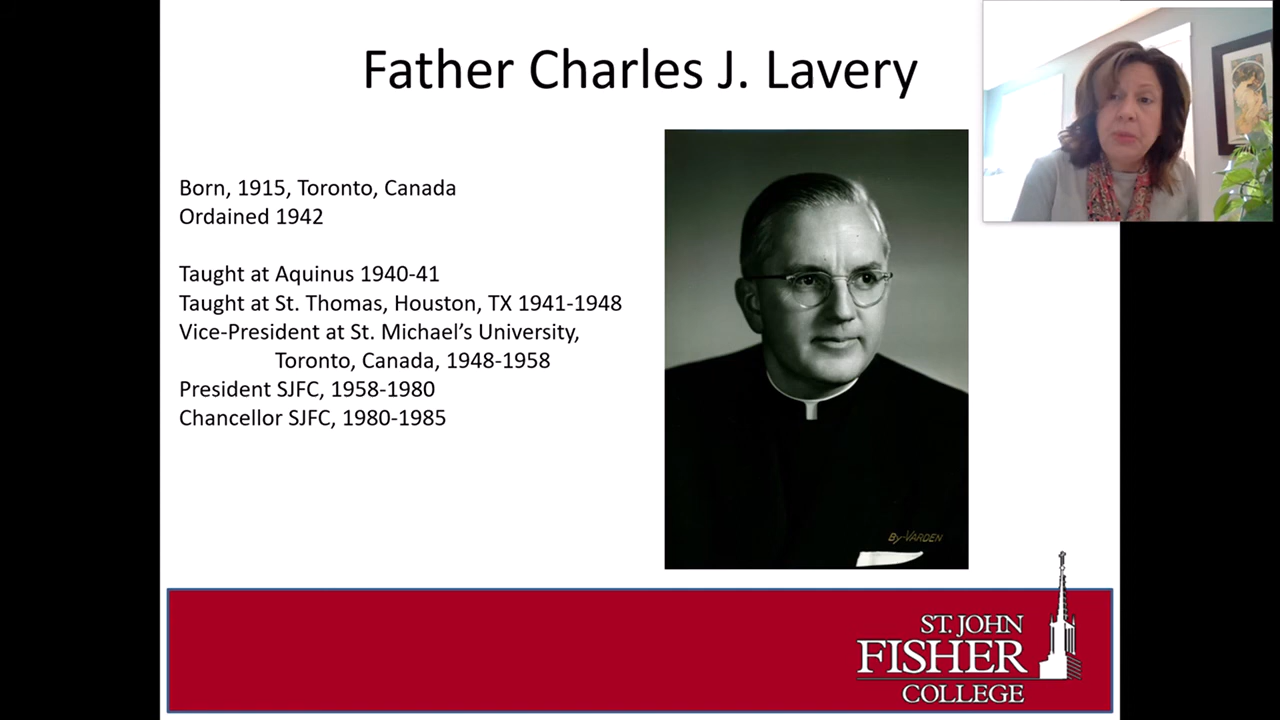 Father Charles J. Lavery
Born, 1915, Toronto, Canada
Ordained 1942
Taught at Aquinus 1940-41
Taught at St. Thomas, Houston, TX 1941-1948
Vice-President at St. Michael’s University,
Toronto, Canada, 1948-1958
President SJFC, 1958-1980
Chancellor SJFC, 1980-1985
By VARDEN
ST. JOHN
FISHER
COLLEGE